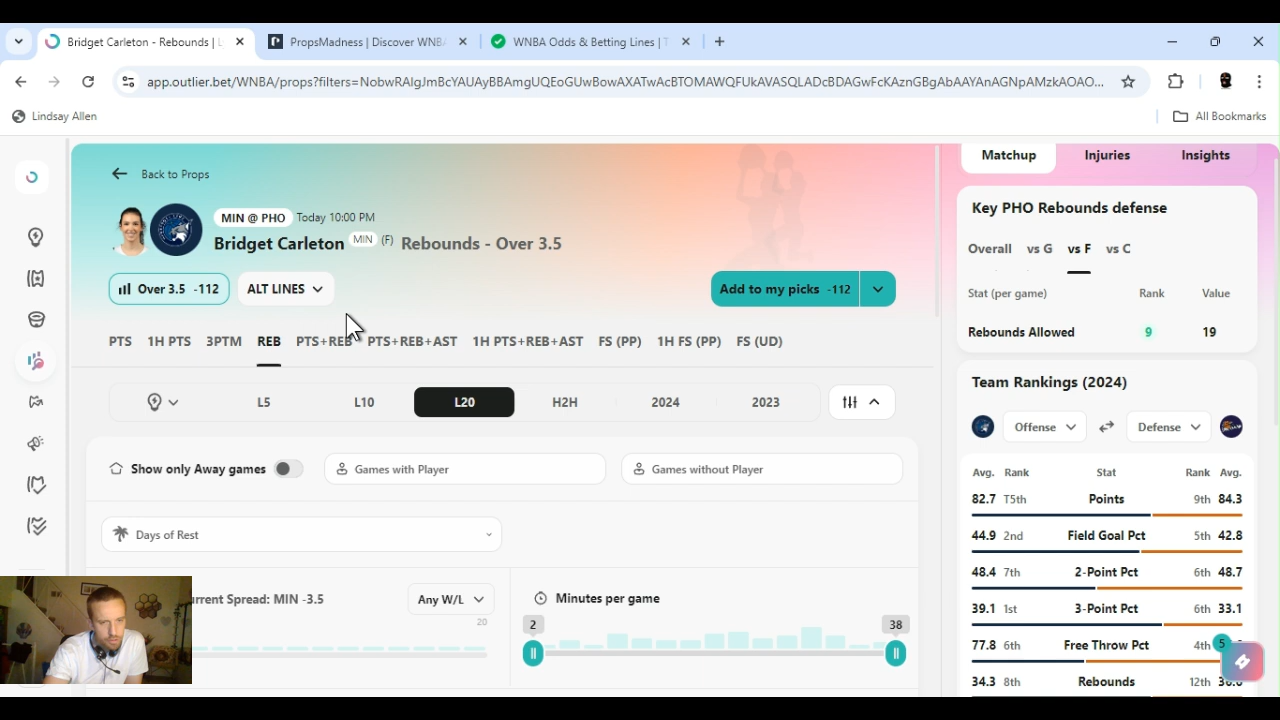 Bridget Carleton - Rebounds | L
PropsMadness | Discover WNBA
WNBA Odds & Betting Lines | T
app.outlier.bet/WNBA/props?filters=NobwRAlgJmBcYAUAyBBAmgUQEoGUwBowAXATwAcBTOMAWQFUkAVASQLADcBDAGwFcKAznGBgAbAAYAnAGNpAMzkAOAO...
Lindsay Allen
All Bookmarks
Back to Props
MIN @ PHO Today 10:00 PM
Bridget Carleton MIN (F) Rebounds - Over 3.5
Over 3.5 -112 ALT LINES
Add to my picks -112
PTS 1H PTS 3PTM REB PTS+REB PTS+REB+AST 1H PTS+REB+AST FS (PP) 1H FS (PP) FS (UD)
L5 L10 L20 H2H 2024 2023
Show only Away games Games with Player Games without Player
Days of Rest
rrent Spread: MIN -3.5 Any W/L
20
Minutes per game
2 38
Matchup Injuries Insights
Key PHO Rebounds defense
Overall vs G vs F vs C
Stat (per game) Rank Value
Rebounds Allowed 9 19
Team Rankings (2024)
Offense Defense
Avg. Rank Stat Rank Avg.
82.7 T5th Points 9th 84.3
44.9 2nd Field Goal Pct 5th 42.8
48.4 7th 2-Point Pct 6th 48.7
39.1 1st 3-Point Pct 6th 33.1
77.8 6th Free Throw Pct 4th
5
34.3 8th Rebounds 12th